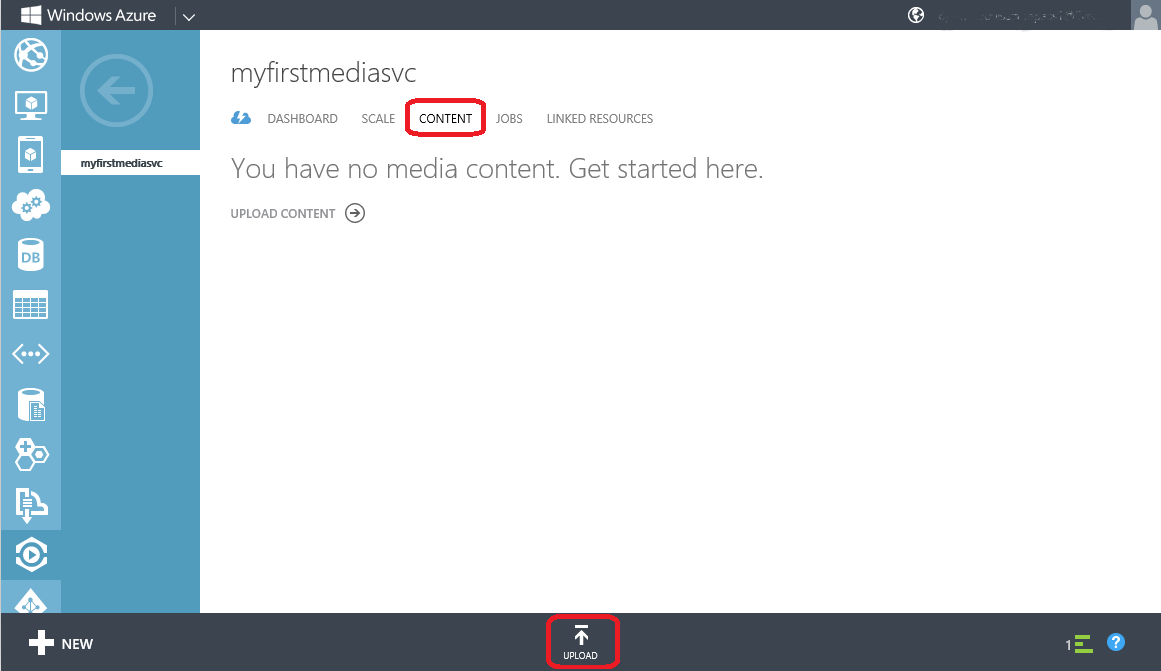 Windows Azure
myfirstmediasvc
DASHBOARD SCALE CONTENT JOBS LINKED RESOURCES
myfirstmediasvc
You have no media content. Get started here.
UPLOAD CONTENT
DB
NEW
UPLOAD
1
?